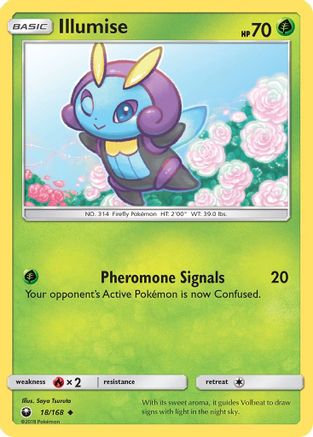 BASIC Illumise HP 70
NO. 314 Firefly Pokémon HT: 2'00" WT: 39.0 lbs.
Pheromone Signals 20
Your opponent's Active Pokémon is now Confused.
weakness × 2 resistance retreat
Illus. Saya Tsuruta
18/168
©2018 Pokémon
With its sweet aroma, it guides Volbeat to draw
signs with light in the night sky.